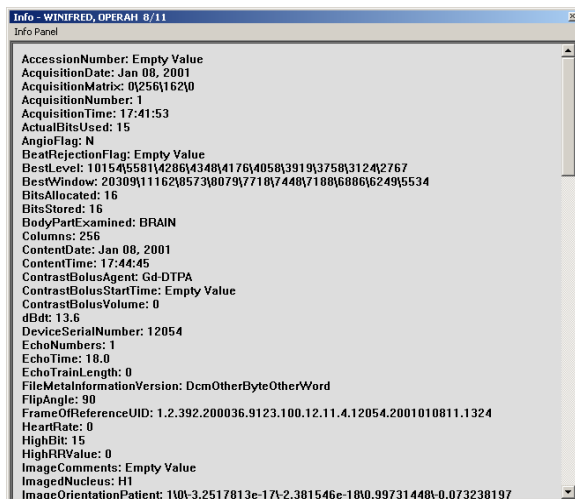 Info - WINIFRED, OPERAH 8/11
Info Panel
AccessionNumber: Empty Value
AcquisitionDate: Jan 08, 2001
AcquisitionMatrix: 0\256\162\0
AcquisitionNumber: 1
AcquisitionTime: 17:41:53
ActualBitsUsed: 15
AngioFlag: N
BeatRejectionFlag: Empty Value
BestLevel: 10154\5581\4286\4348\4176\4058\3919\3758\3124\2767
BestWindow: 20309\11162\8573\8079\7718\7448\7188\6886\6249\5534
BitsAllocated: 16
BitsStored: 16
BodyPartExamined: BRAIN
Columns: 256
ContentDate: Jan 08, 2001
ContentTime: 17:44:45
ContrastBolusAgent: Gd-DTPA
ContrastBolusStartTime: Empty Value
ContrastBolusVolume: 0
dBdt: 13.6
DeviceSerialNumber: 12054
EchoNumbers: 1
EchoTime: 18.0
EchoTrainLength: 0
FileMetaInformationVersion: DcmOtherByteOtherWord
FlipAngle: 90
FrameOfReferenceUID: 1.2.392.200036.9123.100.12.11.4.12054.2001010811.1324
HeartRate: 0
HighBit: 15
HighRRValue: 0
ImageComments: Empty Value
ImagedNucleus: H1
ImageOrientationPatient: 1\0\-3.2517813e-17\-2.381546e-18\0.99731448\-0.073238197